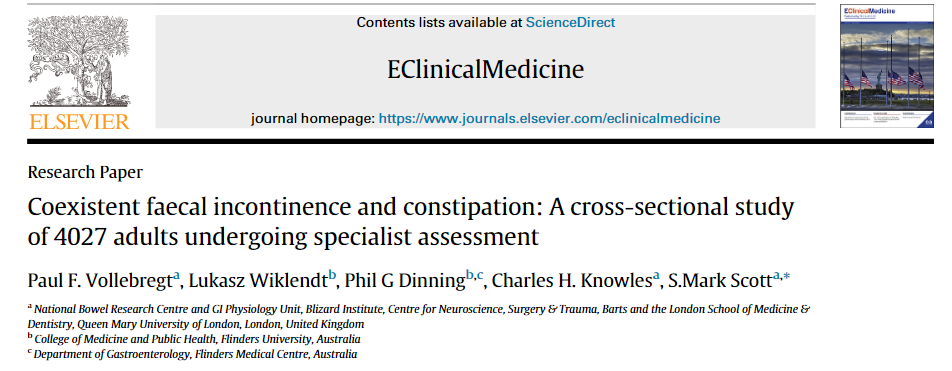 Contents lists available at ScienceDirect
EClinicalMedicine
journal homepage: https://www.journals.elsevier.com/eclinicalmedicine
ELSEVIER
EClinicalMedicine
Research Paper
Coexistent faecal incontinence and constipation: A cross-sectional study
of 4027 adults undergoing specialist assessment
Paul F. Vollebregtᵃ, Lukasz Wiklendtᵇ, Phil G Dinningᵇ,ᶜ, Charles H. Knowlesᵃ, S.Mark Scottᵃ,*
ᵃ National Bowel Research Centre and GI Physiology Unit, Blizard Institute, Centre for Neuroscience, Surgery & Trauma, Barts and the London School of Medicine &
Dentistry, Queen Mary University of London, London, United Kingdom
ᵇ College of Medicine and Public Health, Flinders University, Australia
ᶜ Department of Gastroenterology, Flinders Medical Centre, Australia